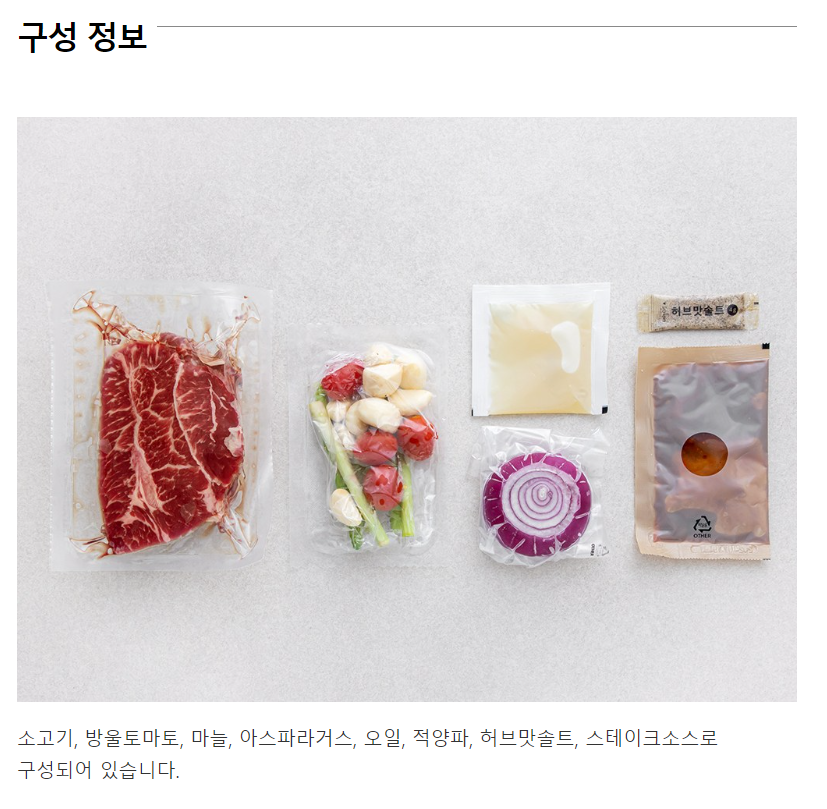 구성 정보
허브맛솔트
OTHER
소고기, 방울토마토, 마늘, 아스파라거스, 오일, 적양파, 허브맛솔트, 스테이크소스로
구성되어 있습니다.